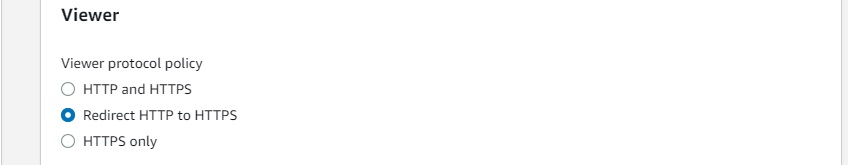 Viewer
Viewer protocol policy
HTTP and HTTPS
Redirect HTTP to HTTPS
HTTPS only